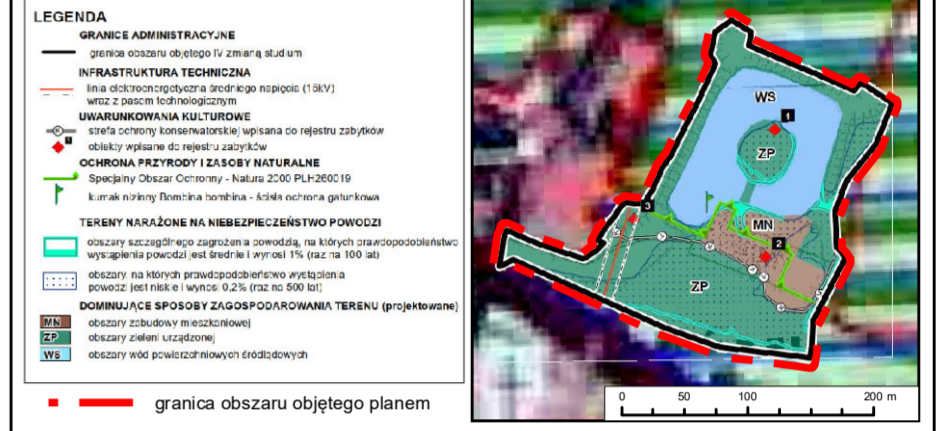 LEGENDA
GRANICE ADMINISTRACYJNE
granica obszaru objętego IV zmianą studium
INFRASTRUKTURA TECHNICZNA
linia elektroenergetyczna średniego napięcia (15kV)
wraz z pasem technologicznym
UWARUNKOWANIA KULTUROWE
strefa ochrony konserwatorskiej wpisana do rejestru zabytków
obiekty wpisane do rejestru zabytków
OCHRONA PRZYRODY I ZASOBY NATURALNE
Specjalny Obszar Ochronny - Natura 2000 PLH260019
kumak nizinny Bombina bombina - ścisła ochrona gatunkowa
TERENY NARAŻONE NA NIEBEZPIECZEŃSTWO POWODZI
obszary szczególnego zagrożenia powodzią, na których prawdopodobieństwo
wystąpienia powodzi jest średnie i wynosi 1% (raz na 100 lat)
obszary, na których prawdopodobieństwo wystąpienia
powodzi jest niskie i wynosi 0,2% (raz na 500 lat)
DOMINUJĄCE SPOSOBY ZAGOSPODAROWANIA TERENU (projektowane)
MN obszary zabudowy mieszkaniowej
ZP obszary zieleni urządzonej
WS obszary wód powierzchniowych śródlądowych
granica obszaru objętego planem
WS
1
ZP
3
MN
2
ZP
0 50 100 200 m